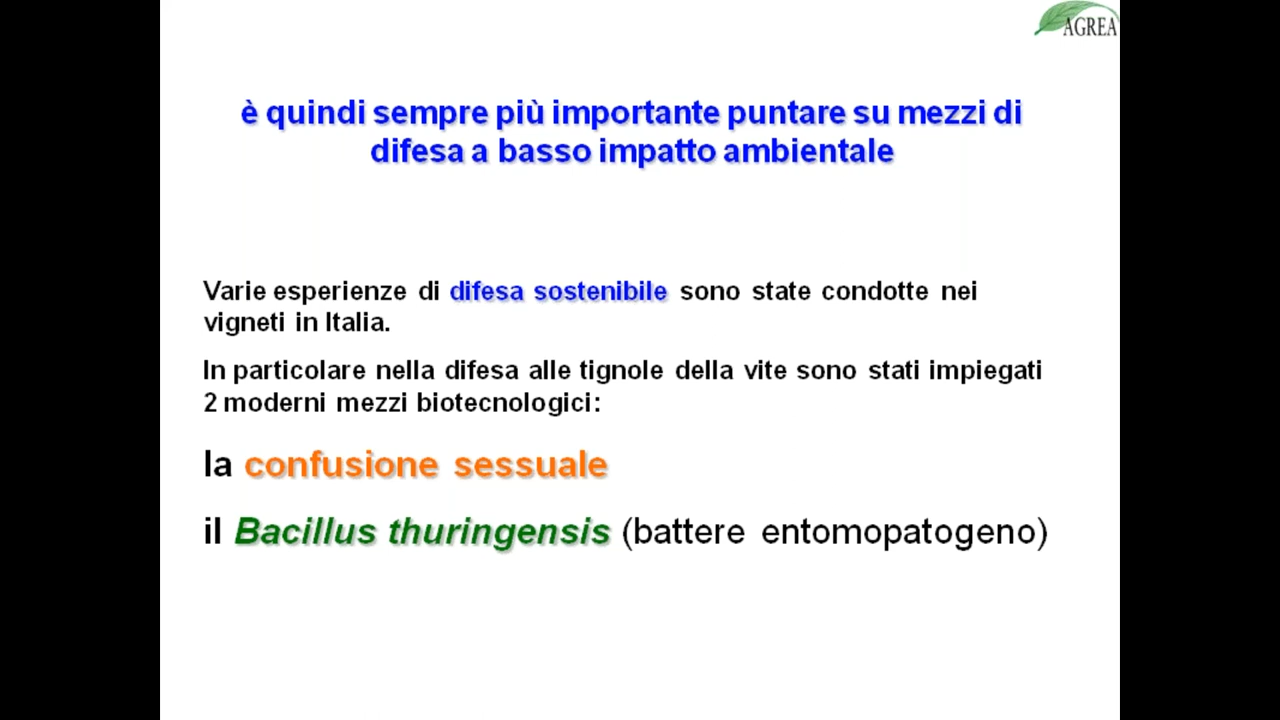 AGREA
è quindi sempre più importante puntare su mezzi di
difesa a basso impatto ambientale
Varie esperienze di difesa sostenibile sono state condotte nei
vigneti in Italia.
In particolare nella difesa alle tignole della vite sono stati impiegati
2 moderni mezzi biotecnologici:
la confusione sessuale
il Bacillus thuringensis (battere entomopatogeno)